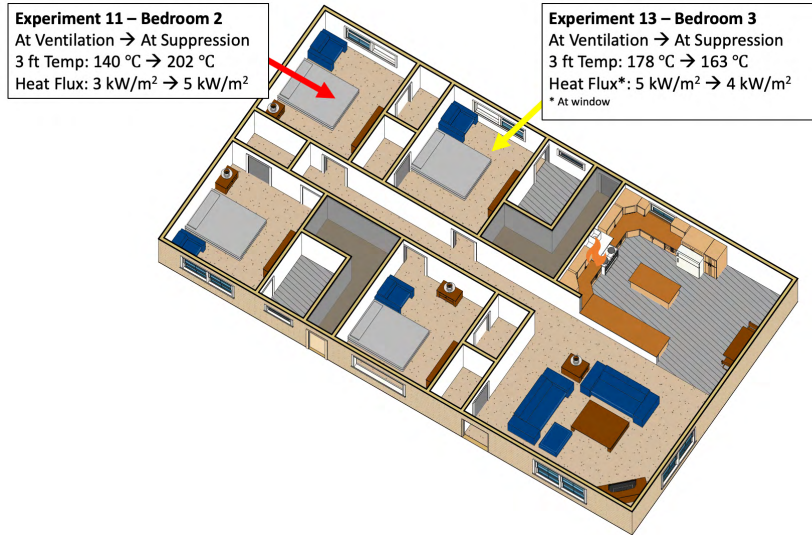 Experiment 11 – Bedroom 2
At Ventilation → At Suppression
3 ft Temp: 140 °C → 202 °C
Heat Flux: 3 kW/m² → 5 kW/m²
Experiment 13 – Bedroom 3
At Ventilation → At Suppression
3 ft Temp: 178 °C → 163 °C
Heat Flux*: 5 kW/m² → 4 kW/m²
* At window